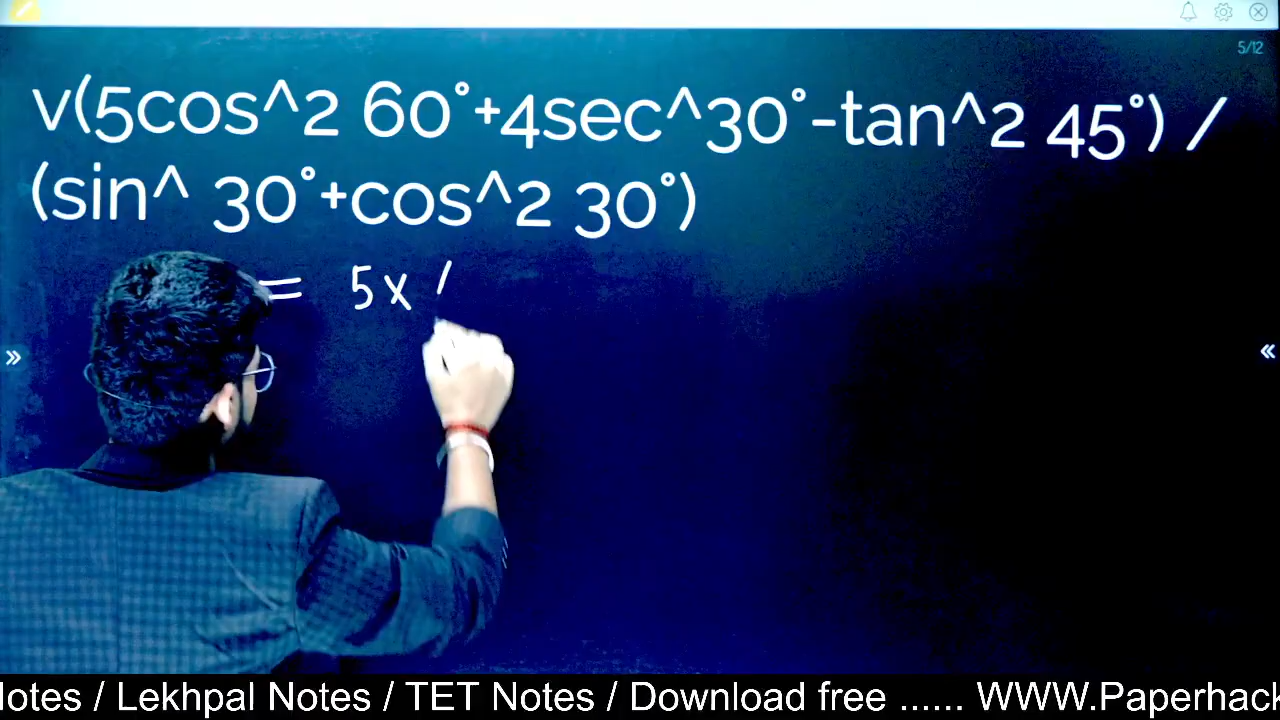 5/12
v(5cos^2 60°+4sec^30°-tan^2 45°) /
(sin^ 30°+cos^2 30°)
= 5x /
»
«
Notes / Lekhpal Notes / TET Notes / Download free ...... WWW.Paperhack